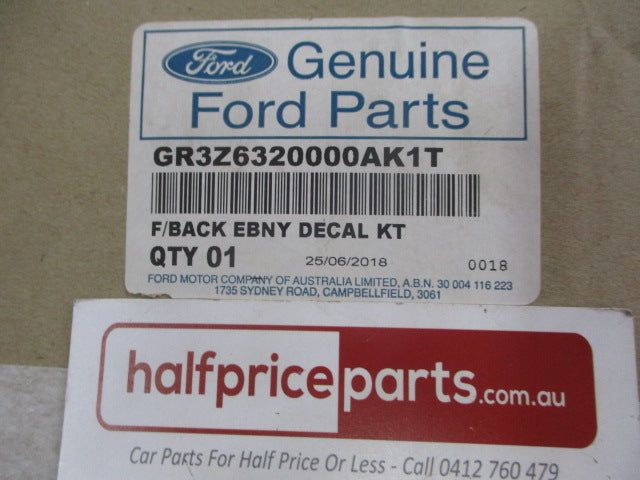 Ford Genuine
Ford Parts
GR3Z6320000AK1T
F/BACK EBNY DECAL KT
QTY 01 25/06/2018 0018
FORD MOTOR COMPANY OF AUSTRALIA LIMITED, A.B.N. 30 004 116 223
1735 SYDNEY ROAD, CAMPBELLFIELD, 3061
halfpriceparts.com.au
Car Parts For Half Price Or Less - Call 0412 760 479